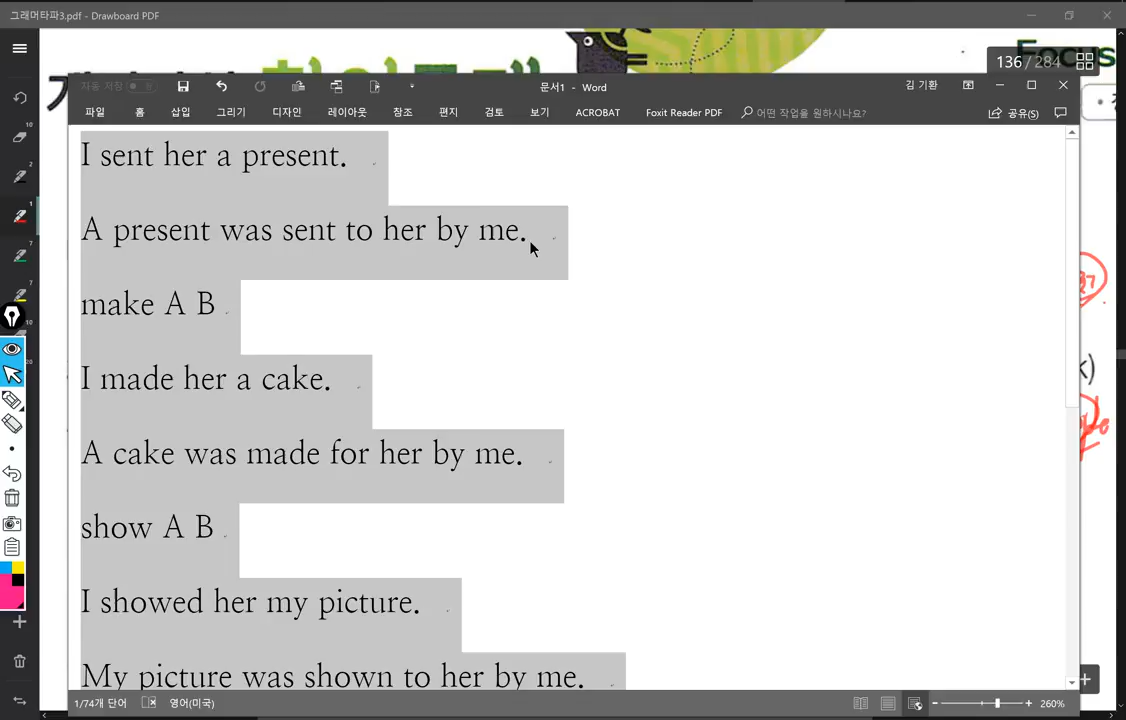 그래머타파3.pdf - Drawboard PDF
Focus
136 / 284
자동 저장
문서1 - Word
김 기환
파일 홈 삽입 그리기 디자인 레이아웃 참조 편지 검토 보기 ACROBAT Foxit Reader PDF 어떤 작업을 원하시나요? 공유(S)
I sent her a present.
A present was sent to her by me.
make A B
I made her a cake.
A cake was made for her by me.
show A B
I showed her my picture.
My picture was shown to her by me.
1/74개 단어 영어(미국) 260%